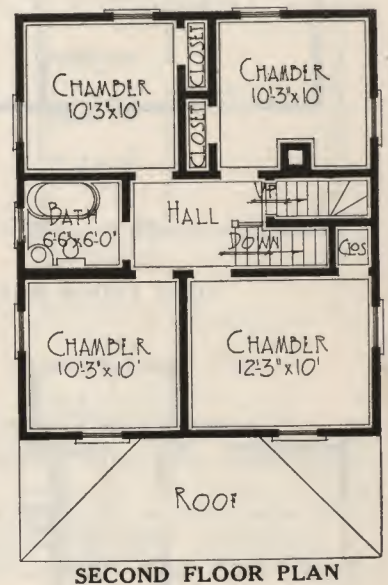 CHAMBER
10'3"x10'
CLOSET
CLOSET
CHAMBER
10'-3"x10'
BATH
6'6"x6'-0"
HALL
UP
DOWN
CLOS
CHAMBER
10'-3"x10'
CHAMBER
12'-3"x10'
ROOF
SECOND FLOOR PLAN